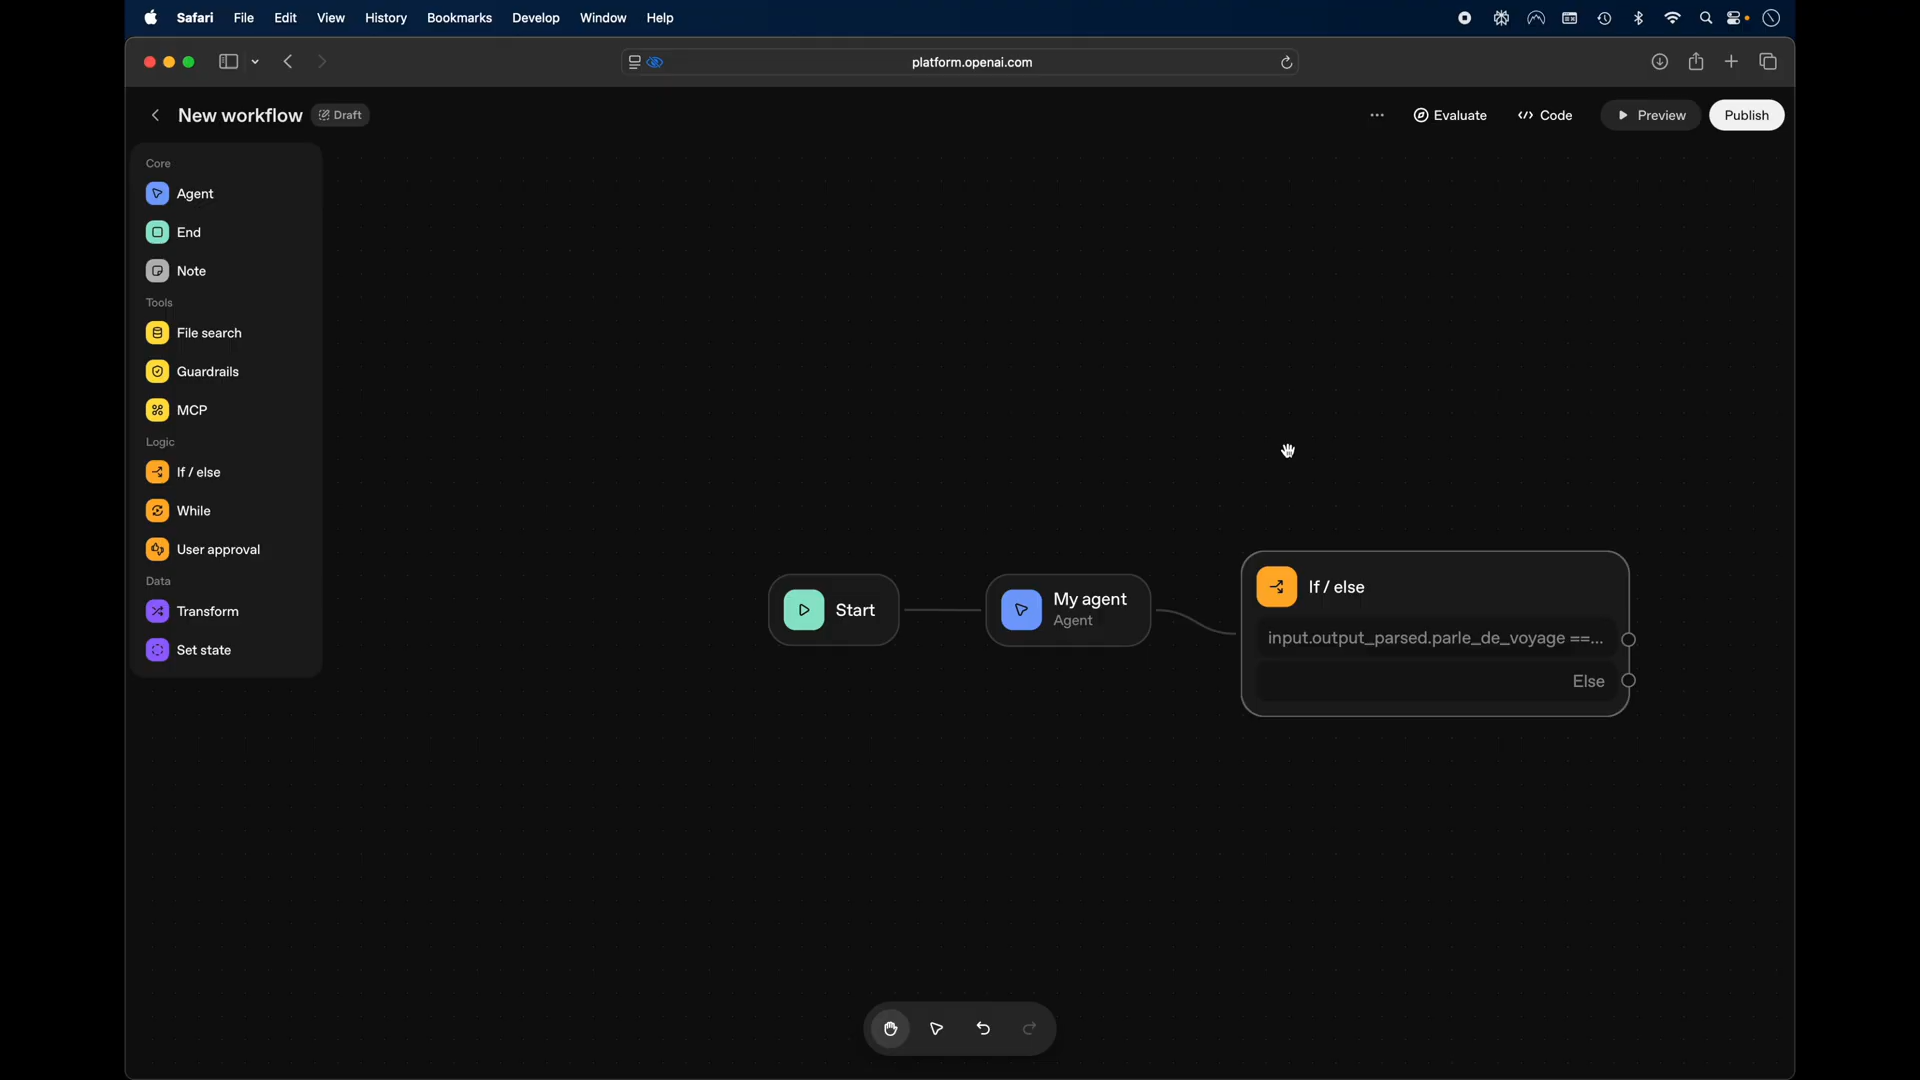 Safari File Edit View History Bookmarks Develop Window Help
platform.openai.com
New workflow Draft
Evaluate Code Preview Publish
Core
Agent
End
Note
Tools
File search
Guardrails
MCP
Logic
If / else
While
User approval
Data
Transform
Set state
Start
My agent
Agent
If / else
input.output_parsed.parle_de_voyage ==...
Else